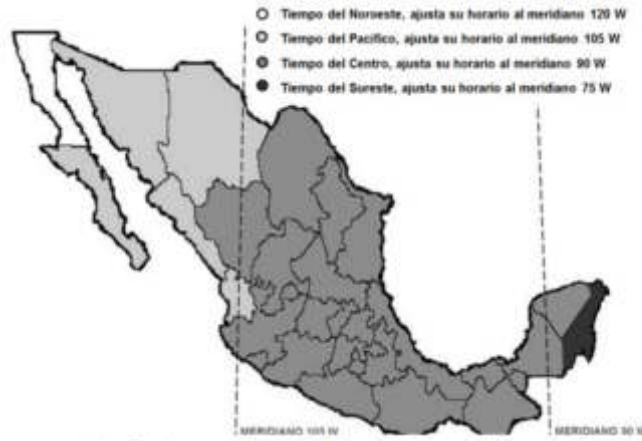 Tiempo del Noroeste, ajusta su horario al meridiano 120 W
Tiempo del Pacifico, ajusta su horario al meridiano 105 W
Tiempo del Centro, ajusta su horario al meridiano 90 W
Tiempo del Sureste, ajusta su horario al meridiano 75 W
MERIDIANO 105 W
MERIDIANO 90 W